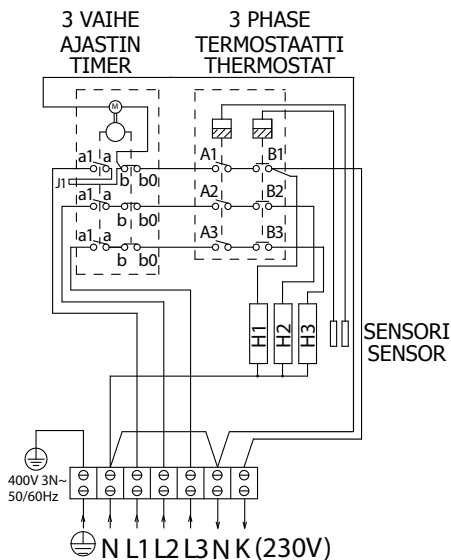 3 VAIHE
AJASTIN
TIMER
3 PHASE
TERMOSTAATTI
THERMOSTAT
M
a1 a
A1
B1
J1
b b0
a1 a
A2
B2
b b0
a1 a
A3
B3
b b0
H1
H2
H3
SENSORI
SENSOR
400V 3N~
50/60Hz
N L1 L2 L3 N K (230V)